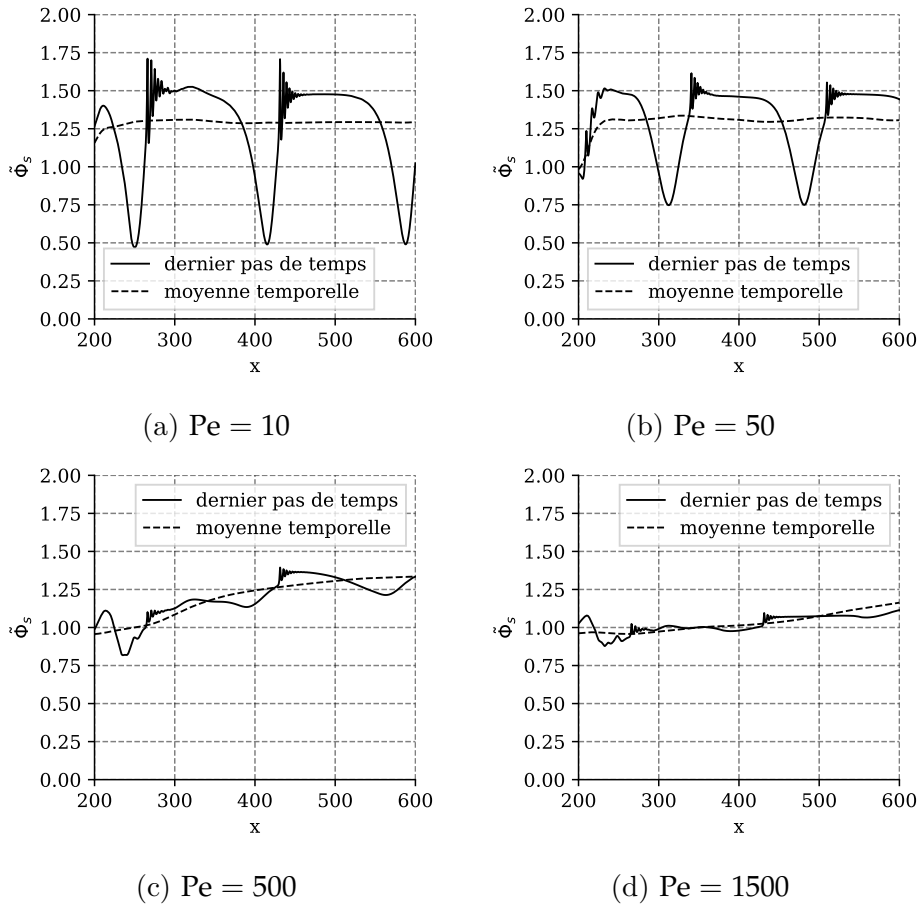 2.00
1.75
1.50
1.25
1.00
0.75
0.50
0.25
0.00
Φ̃s
dernier pas de temps
moyenne temporelle
200 300 400 500 600
x
(a) Pe = 10
2.00
1.75
1.50
1.25
1.00
0.75
0.50
0.25
0.00
Φ̃s
dernier pas de temps
moyenne temporelle
200 300 400 500 600
x
(b) Pe = 50
2.00
1.75
1.50
1.25
1.00
0.75
0.50
0.25
0.00
Φ̃s
dernier pas de temps
moyenne temporelle
200 300 400 500 600
x
(c) Pe = 500
2.00
1.75
1.50
1.25
1.00
0.75
0.50
0.25
0.00
Φ̃s
dernier pas de temps
moyenne temporelle
200 300 400 500 600
x
(d) Pe = 1500